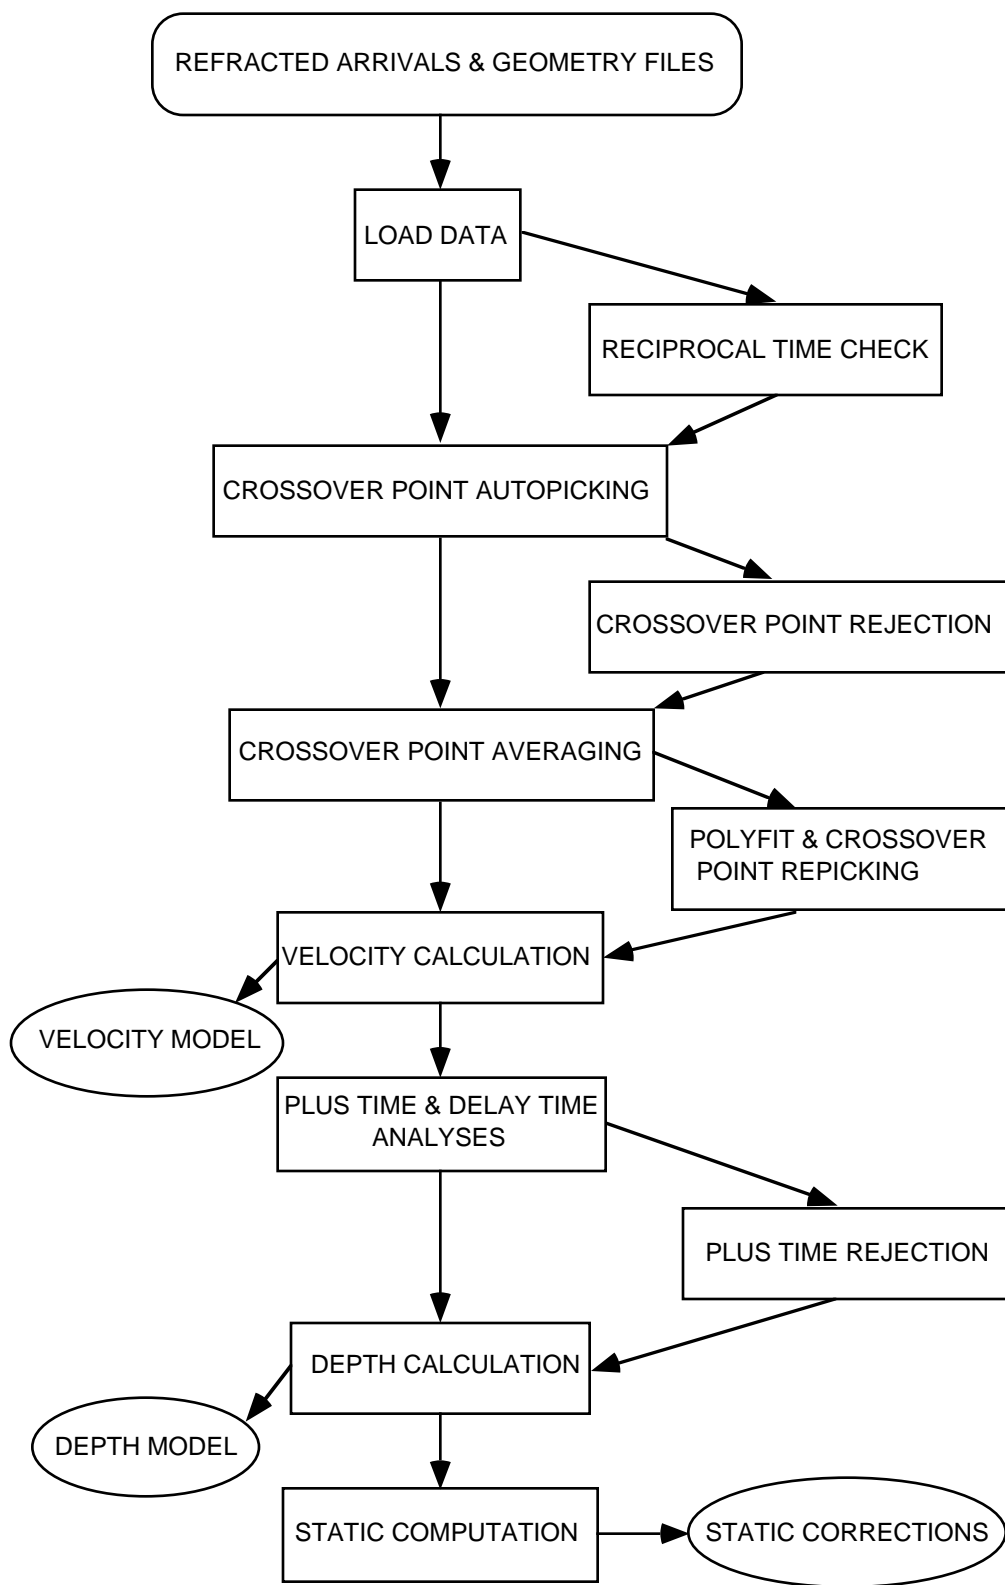 REFRACTED ARRIVALS & GEOMETRY FILES
LOAD DATA
RECIPROCAL TIME CHECK
CROSSOVER POINT AUTOPICKING
CROSSOVER POINT REJECTION
CROSSOVER POINT AVERAGING
POLYFIT & CROSSOVER
POINT REPICKING
VELOCITY CALCULATION
VELOCITY MODEL
PLUS TIME & DELAY TIME
ANALYSES
PLUS TIME REJECTION
DEPTH CALCULATION
DEPTH MODEL
STATIC COMPUTATION
STATIC CORRECTIONS